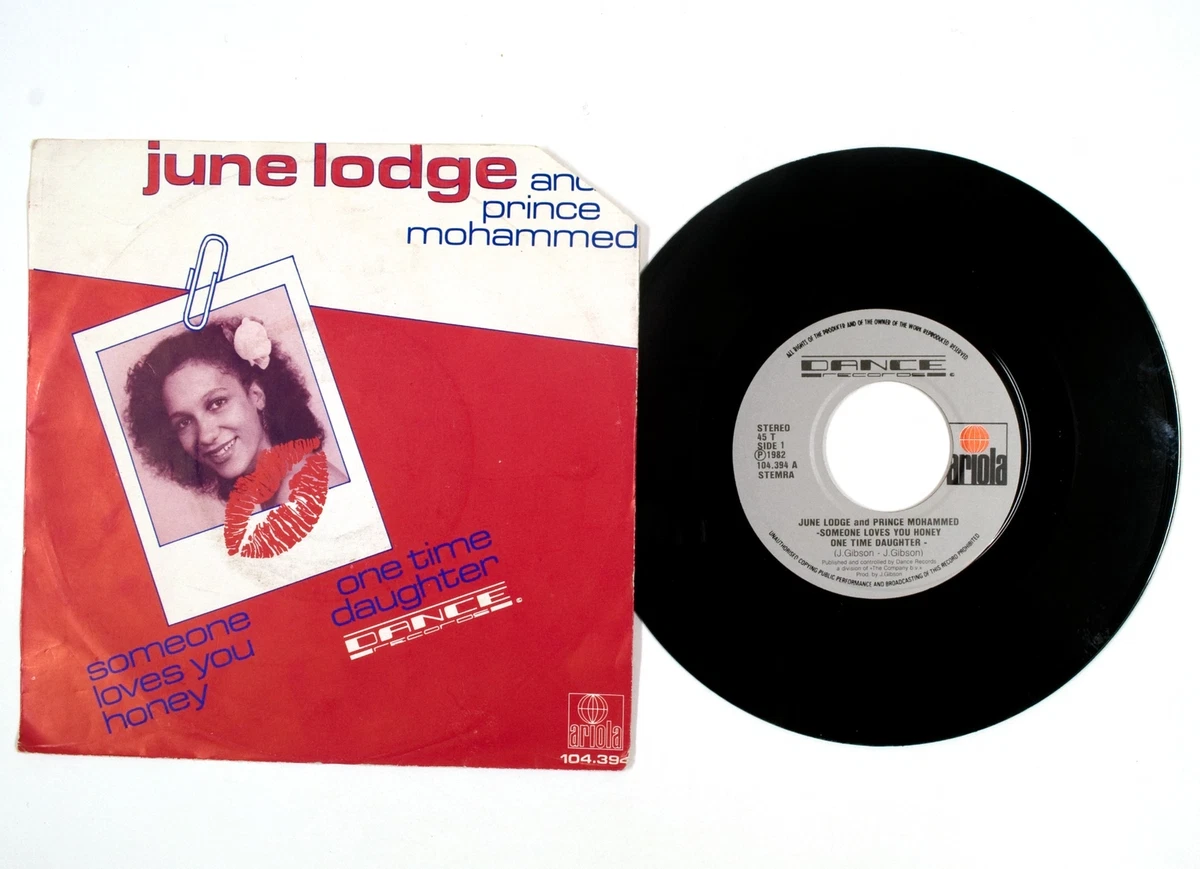 june lodge and
prince
mohammed
someone
loves you
honey
one time
daughter
DANCE
records
ariola
104.394
ALL RIGHTS OF THE PRODUCER AND OF THE OWNER OF THE WORK REPRODUCED RESERVED
DANCE
records
STEREO
45 T
SIDE 1
Ⓟ1982
104.394 A
STEMRA
ariola
JUNE LODGE and PRINCE MOHAMMED
-SOMEONE LOVES YOU HONEY
ONE TIME DAUGHTER -
(J.Gibson - J.Gibson)
Published and controlled by Dance Records
a division of «The Company b.v.»
Prod. by J.Gibson
UNAUTHORISED COPYING PUBLIC PERFORMANCE AND BROADCASTING OF THIS RECORD PROHIBITED